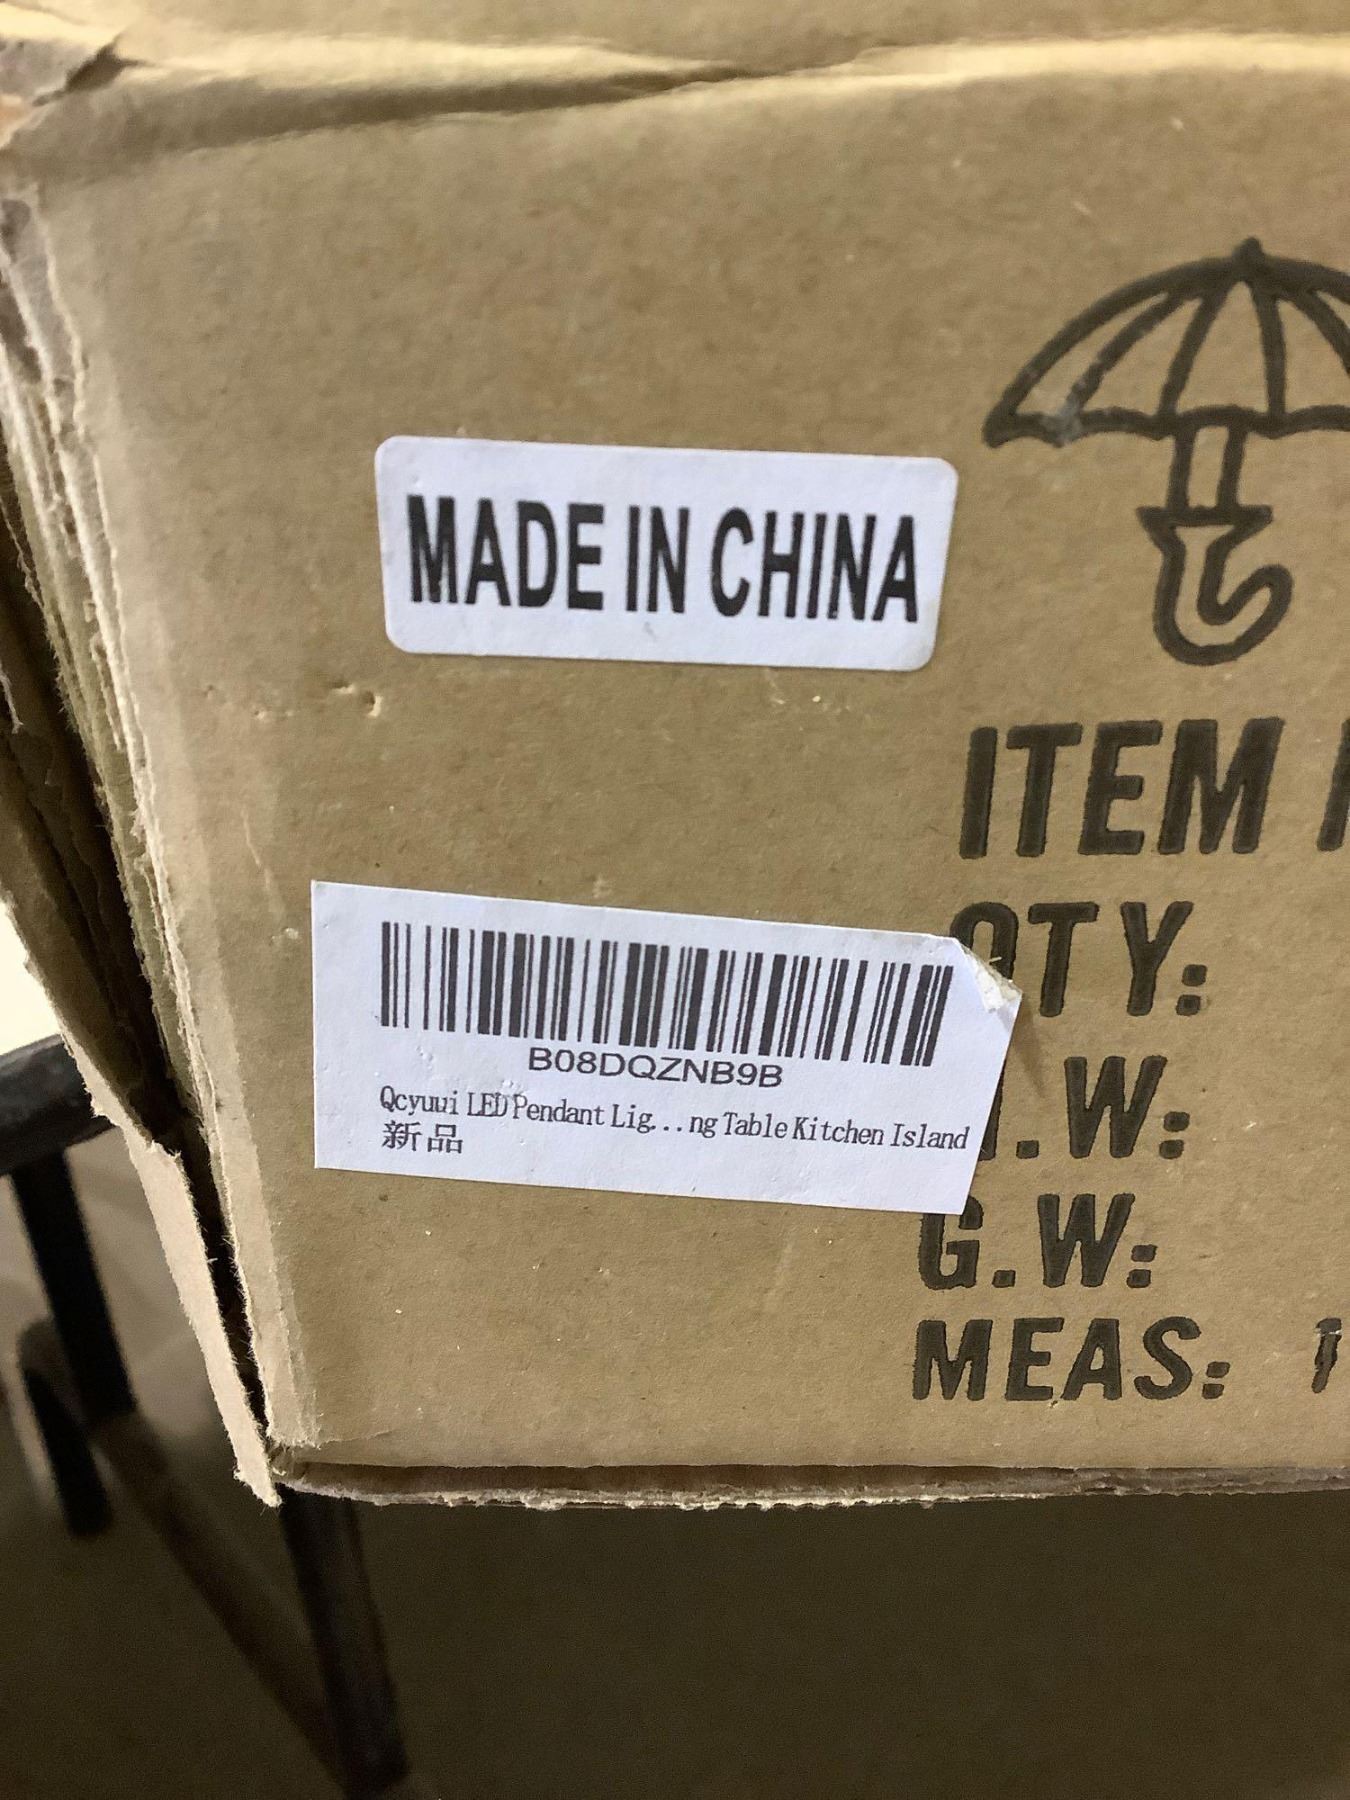 MADE IN CHINA
ITEM
QTY:
B08DQZNB9B
Qcyuui LED Pendant Lig...ng Table Kitchen Island
新品
.W:
G.W:
MEAS: